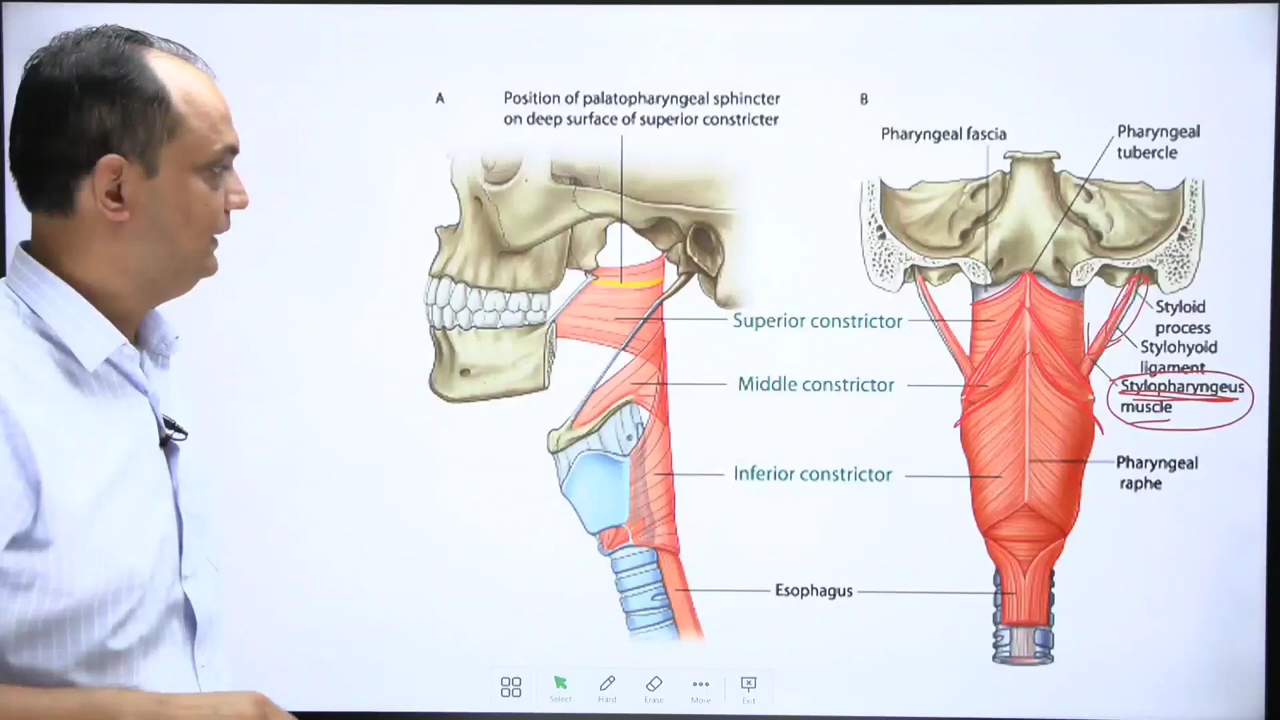 A
Position of palatopharyngeal sphincter
on deep surface of superior constricter
B
Pharyngeal fascia
Pharyngeal
tubercle
Superior constrictor
Middle constrictor
Inferior constrictor
Esophagus
Styloid
process
Stylohyoid
ligament
Stylopharyngeus
muscle
Pharyngeal
raphe
Select
Hard
Erase
More
Exit